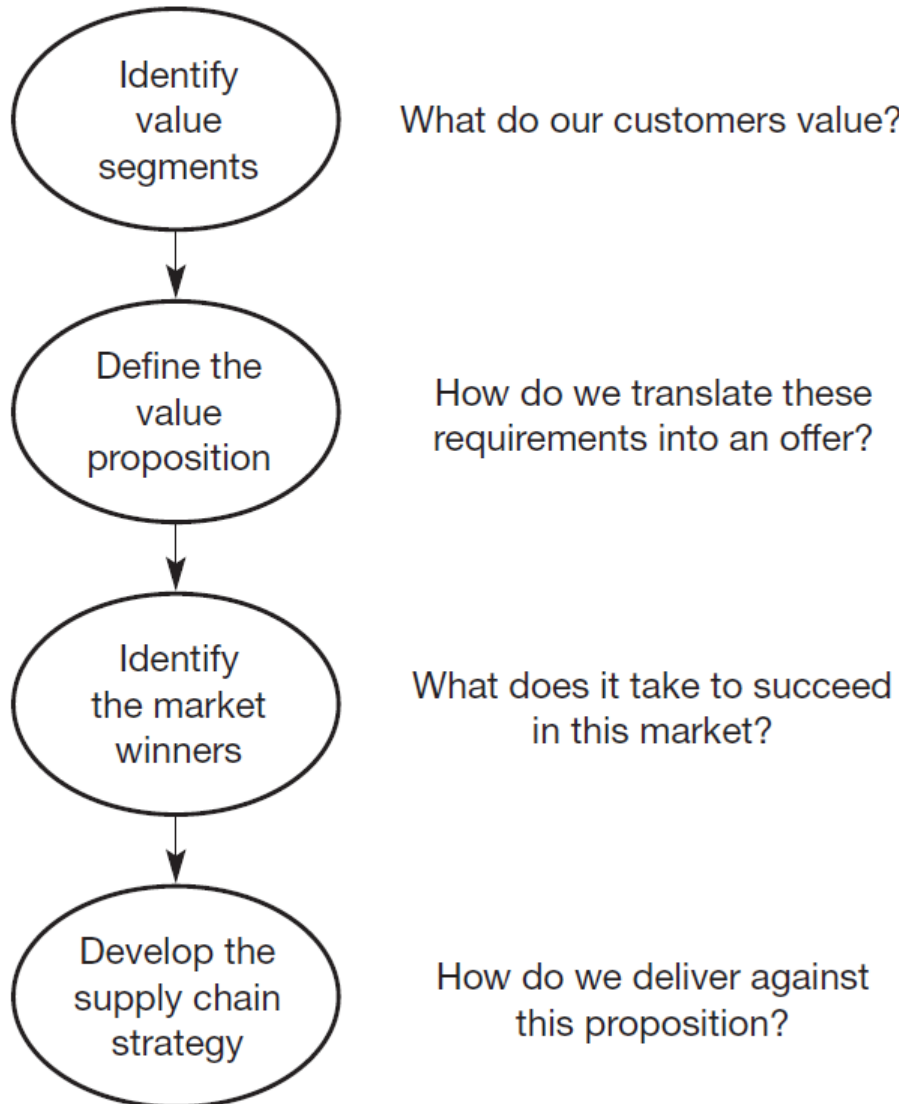 Identify
value
segments
What do our customers value?
Define the
value
proposition
How do we translate these
requirements into an offer?
Identify
the market
winners
What does it take to succeed
in this market?
Develop the
supply chain
strategy
How do we deliver against
this proposition?